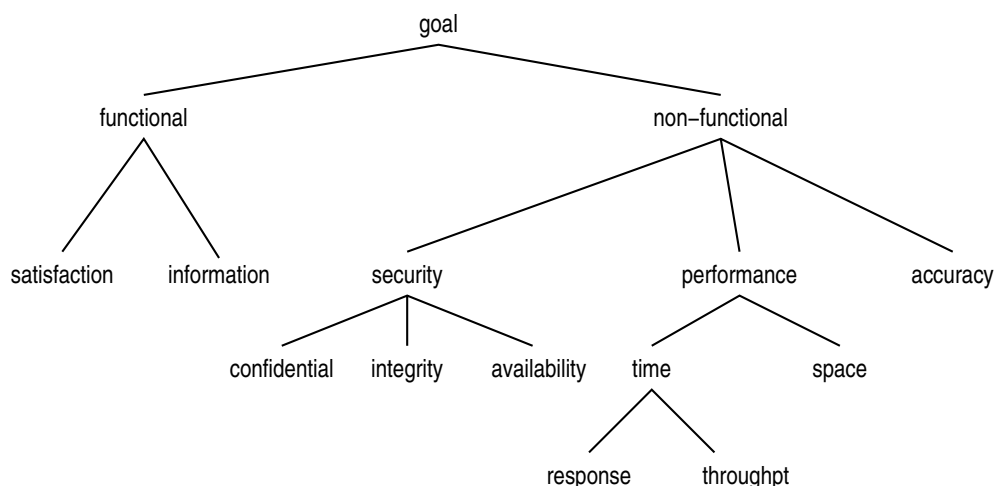 goal
functional
non−functional
satisfaction
information
security
performance
accuracy
confidential
integrity
availability
time
space
response
throughpt